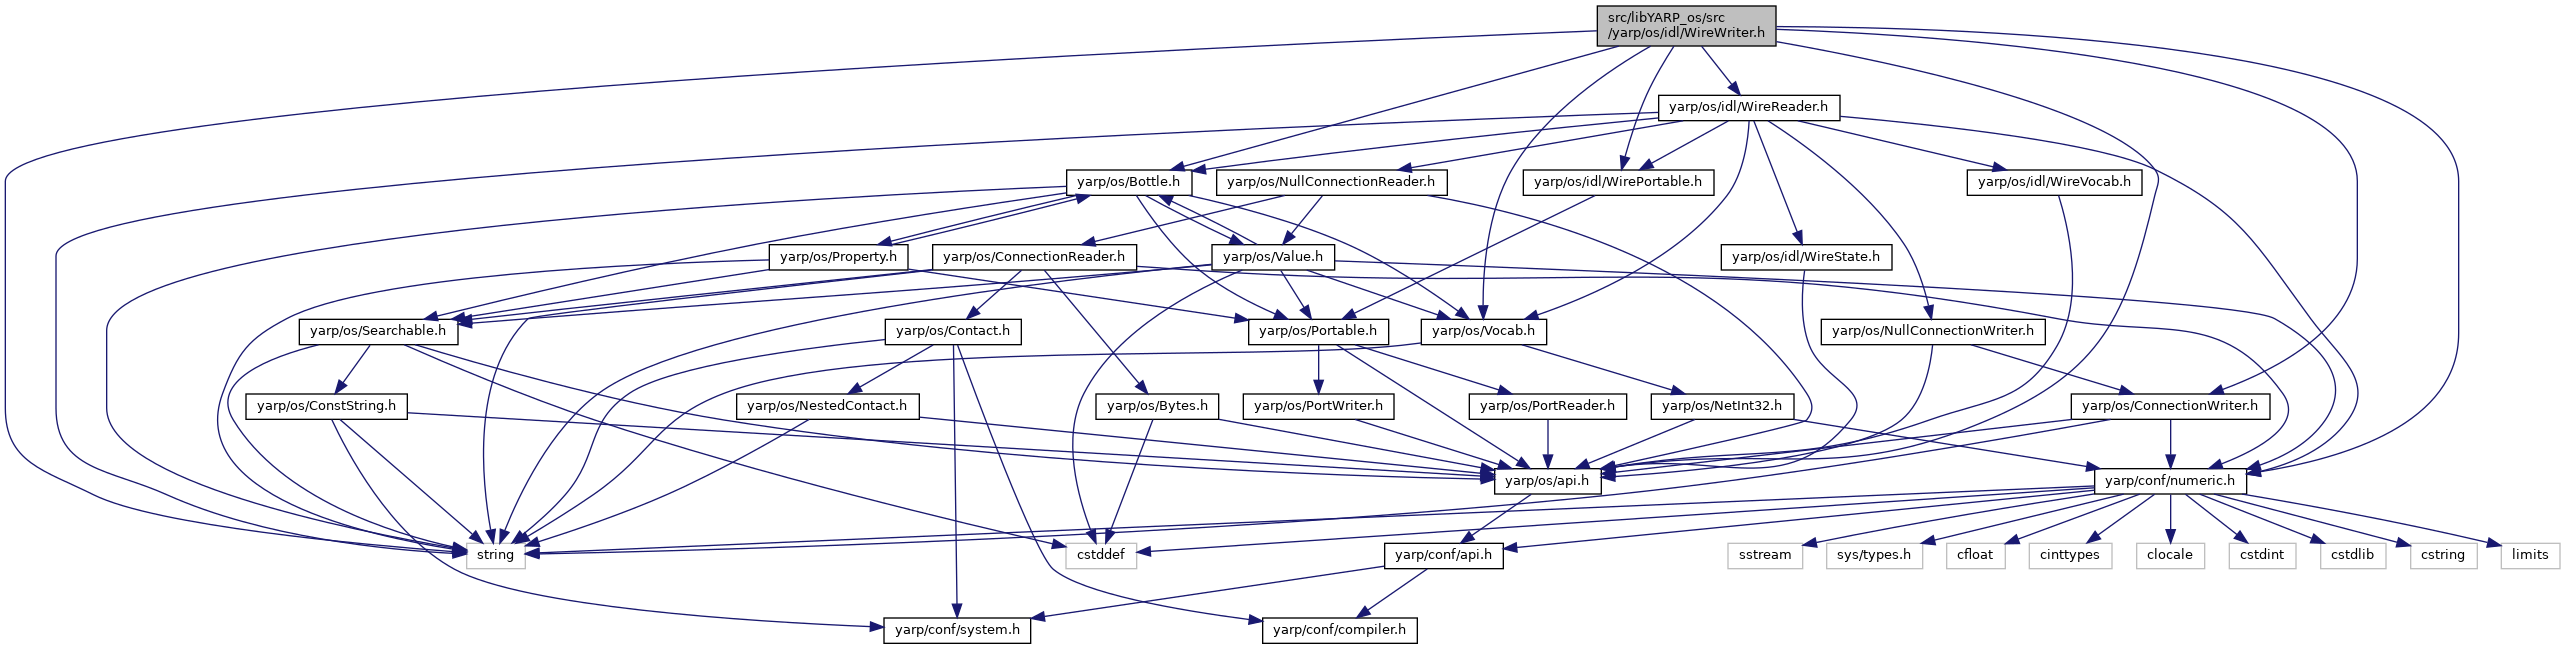 src/libYARP_os/src
/yarp/os/idl/WireWriter.h
yarp/os/idl/WireReader.h
yarp/os/Bottle.h
yarp/os/NullConnectionReader.h
yarp/os/idl/WirePortable.h
yarp/os/idl/WireVocab.h
yarp/os/Property.h
yarp/os/ConnectionReader.h
yarp/os/Value.h
yarp/os/idl/WireState.h
yarp/os/Searchable.h
yarp/os/Contact.h
yarp/os/Portable.h
yarp/os/Vocab.h
yarp/os/NullConnectionWriter.h
yarp/os/ConstString.h
yarp/os/NestedContact.h
yarp/os/Bytes.h
yarp/os/PortWriter.h
yarp/os/PortReader.h
yarp/os/NetInt32.h
yarp/os/ConnectionWriter.h
yarp/os/api.h
yarp/conf/numeric.h
string
cstddef
yarp/conf/api.h
sstream
sys/types.h
cfloat
cinttypes
clocale
cstdint
cstdlib
cstring
limits
yarp/conf/system.h
yarp/conf/compiler.h